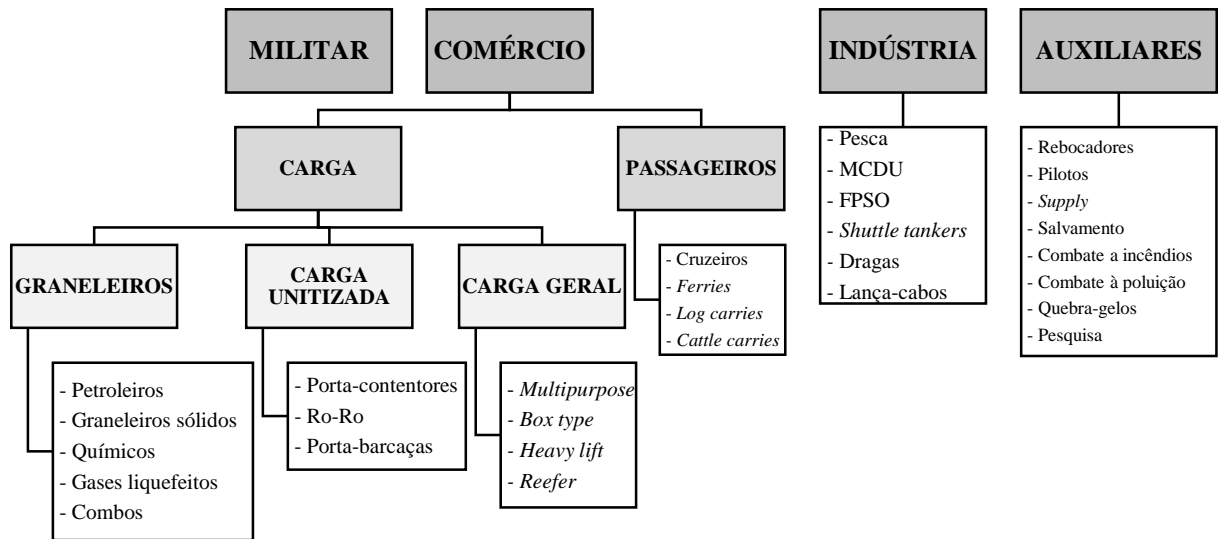 MILITAR
COMÉRCIO
INDÚSTRIA
AUXILIARES
CARGA
PASSAGEIROS
- Pesca
- MCDU
- FPSO
- Shuttle tankers
- Dragas
- Lança-cabos
- Rebocadores
- Pilotos
- Supply
- Salvamento
- Combate a incêndios
- Combate à poluição
- Quebra-gelos
- Pesquisa
GRANELEIROS
CARGA
UNITIZADA
CARGA GERAL
- Cruzeiros
- Ferries
- Log carries
- Cattle carries
- Petroleiros
- Graneleiros sólidos
- Químicos
- Gases liquefeitos
- Combos
- Porta-contentores
- Ro-Ro
- Porta-barcaças
- Multipurpose
- Box type
- Heavy lift
- Reefer